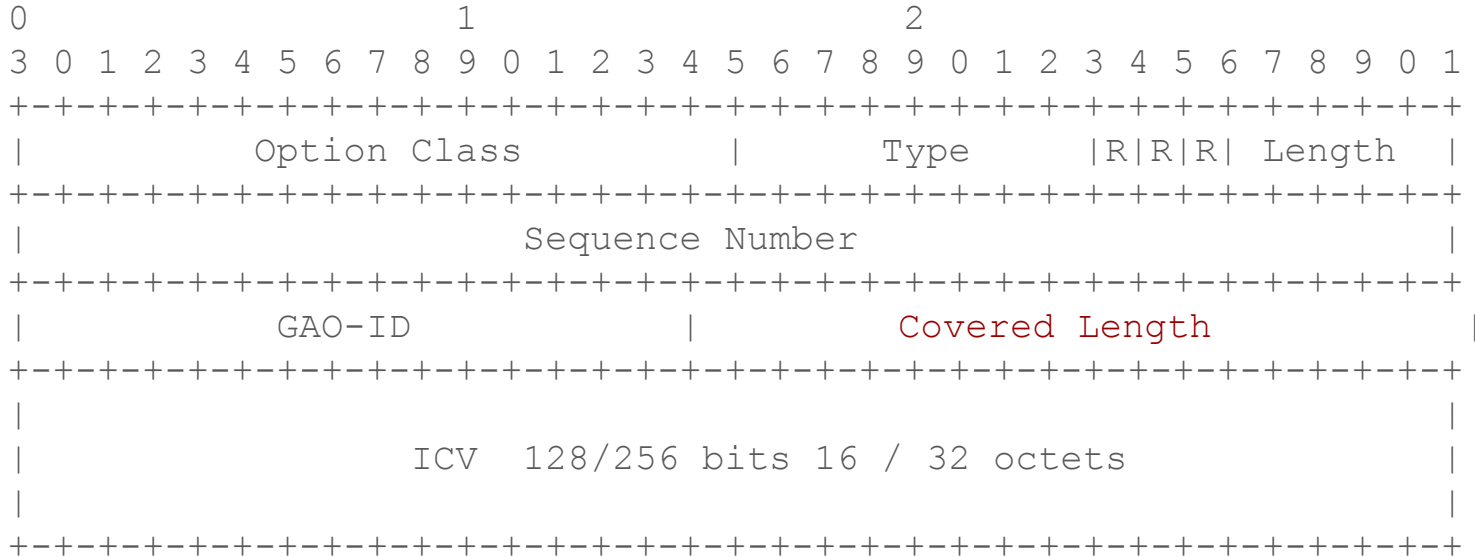 0                   1                   2
3 0 1 2 3 4 5 6 7 8 9 0 1 2 3 4 5 6 7 8 9 0 1 2 3 4 5 6 7 8 9 0 1
+-+-+-+-+-+-+-+-+-+-+-+-+-+-+-+-+-+-+-+-+-+-+-+-+-+-+-+-+-+-+-+-+
|          Option Class         |      Type     |R|R|R| Length  |
+-+-+-+-+-+-+-+-+-+-+-+-+-+-+-+-+-+-+-+-+-+-+-+-+-+-+-+-+-+-+-+-+
|                      Sequence Number                          |
+-+-+-+-+-+-+-+-+-+-+-+-+-+-+-+-+-+-+-+-+-+-+-+-+-+-+-+-+-+-+-+-+
|           GAO-ID            |         Covered Length           |
+-+-+-+-+-+-+-+-+-+-+-+-+-+-+-+-+-+-+-+-+-+-+-+-+-+-+-+-+-+-+-+-+
|                                                               |
|                 ICV  128/256 bits 16 / 32 octets              |
|                                                               |
+-+-+-+-+-+-+-+-+-+-+-+-+-+-+-+-+-+-+-+-+-+-+-+-+-+-+-+-+-+-+-+-+